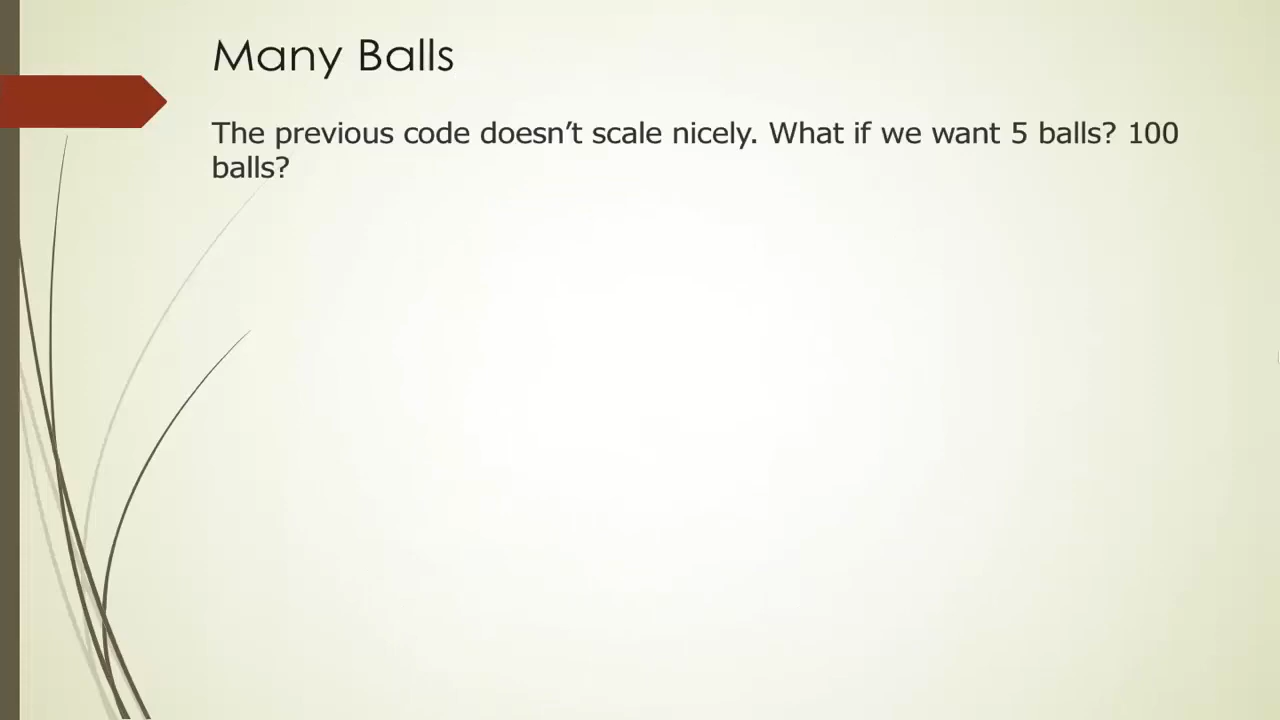 Many Balls
The previous code doesn’t scale nicely. What if we want 5 balls? 100
balls?